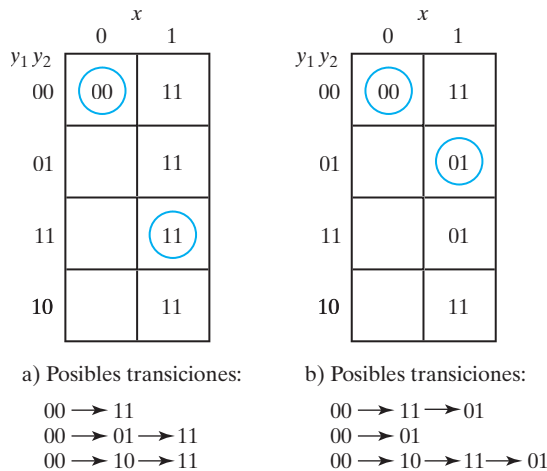 x
0 1
y₁ y₂
00 00 11
01 11
11 11
10 11
a) Posibles transiciones:
00 → 11
00 → 01 → 11
00 → 10 → 11
x
0 1
y₁ y₂
00 00 11
01 01
11 01
10 11
b) Posibles transiciones:
00 → 11 → 01
00 → 01
00 → 10 → 11 → 01